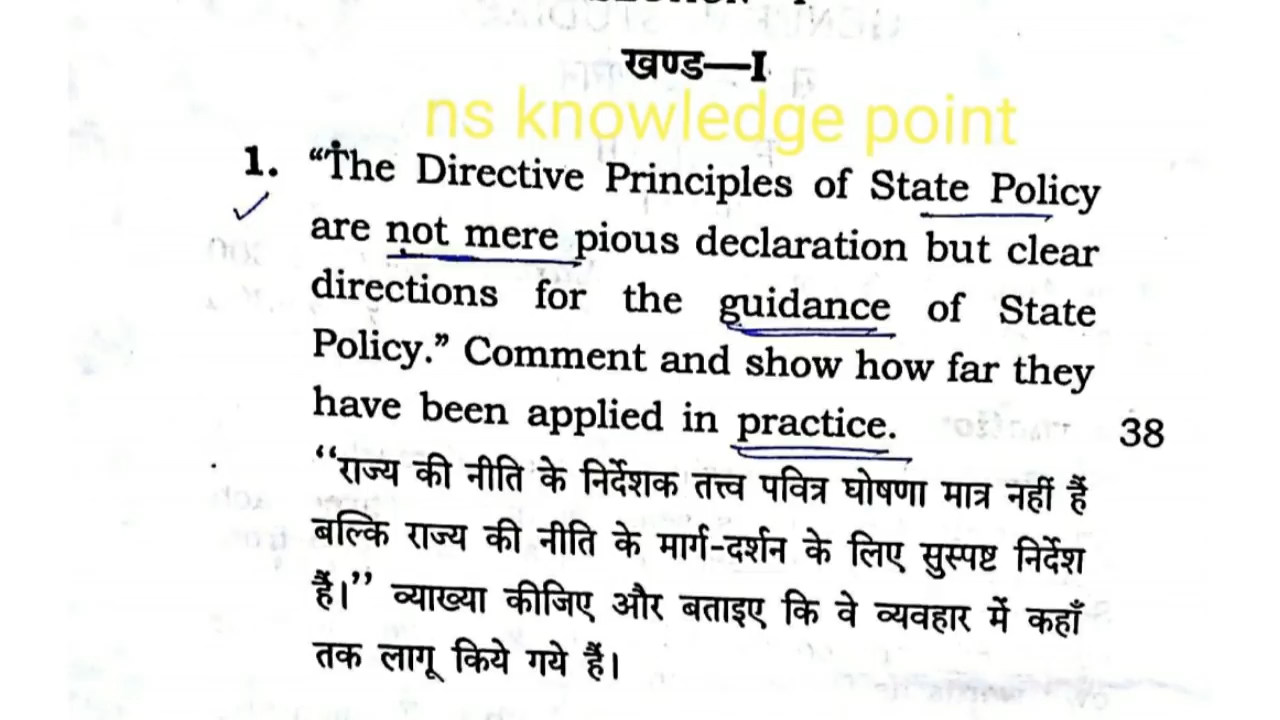 खण्ड—I
ns knowledge point
1. “The Directive Principles of State Policy
are not mere pious declaration but clear
directions for the guidance of State
Policy.” Comment and show how far they
have been applied in practice. 38
‘‘राज्य की नीति के निर्देशक तत्त्व पवित्र घोषणा मात्र नहीं हैं
बल्कि राज्य की नीति के मार्ग-दर्शन के लिए सुस्पष्ट निर्देश
हैं।’’ व्याख्या कीजिए और बताइए कि वे व्यवहार में कहाँ
तक लागू किये गये हैं।